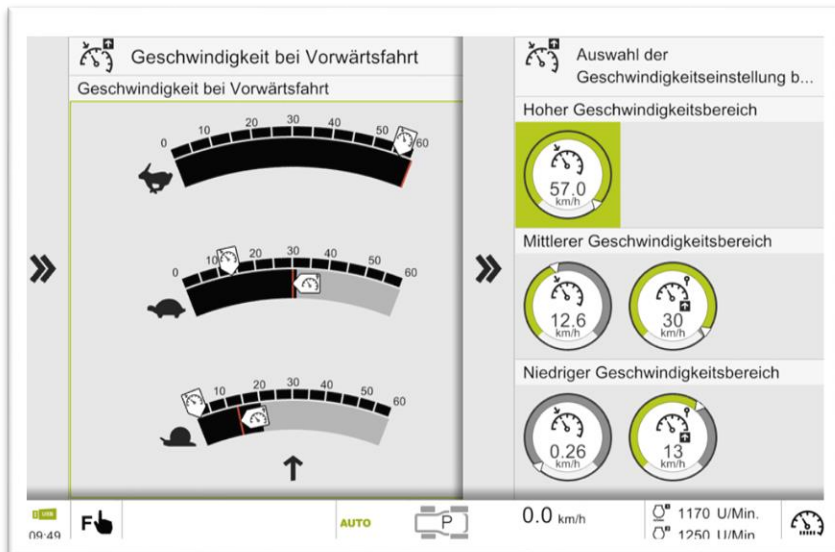 Geschwindigkeit bei Vorwärtsfahrt
Geschwindigkeit bei Vorwärtsfahrt
0 10 20 30 40 50 60
0 10 20 30 40 50 60
10 20 30 40 50 60
Auswahl der
Geschwindigkeitseinstellung b...
Hoher Geschwindigkeitsbereich
57.0
km/h
Mittlerer Geschwindigkeitsbereich
12.6
km/h
30
km/h
Niedriger Geschwindigkeitsbereich
0.26
km/h
13
km/h
USB
09:49
F
AUTO
P
0.0 km/h
1170 U/Min.
1250 U/Min